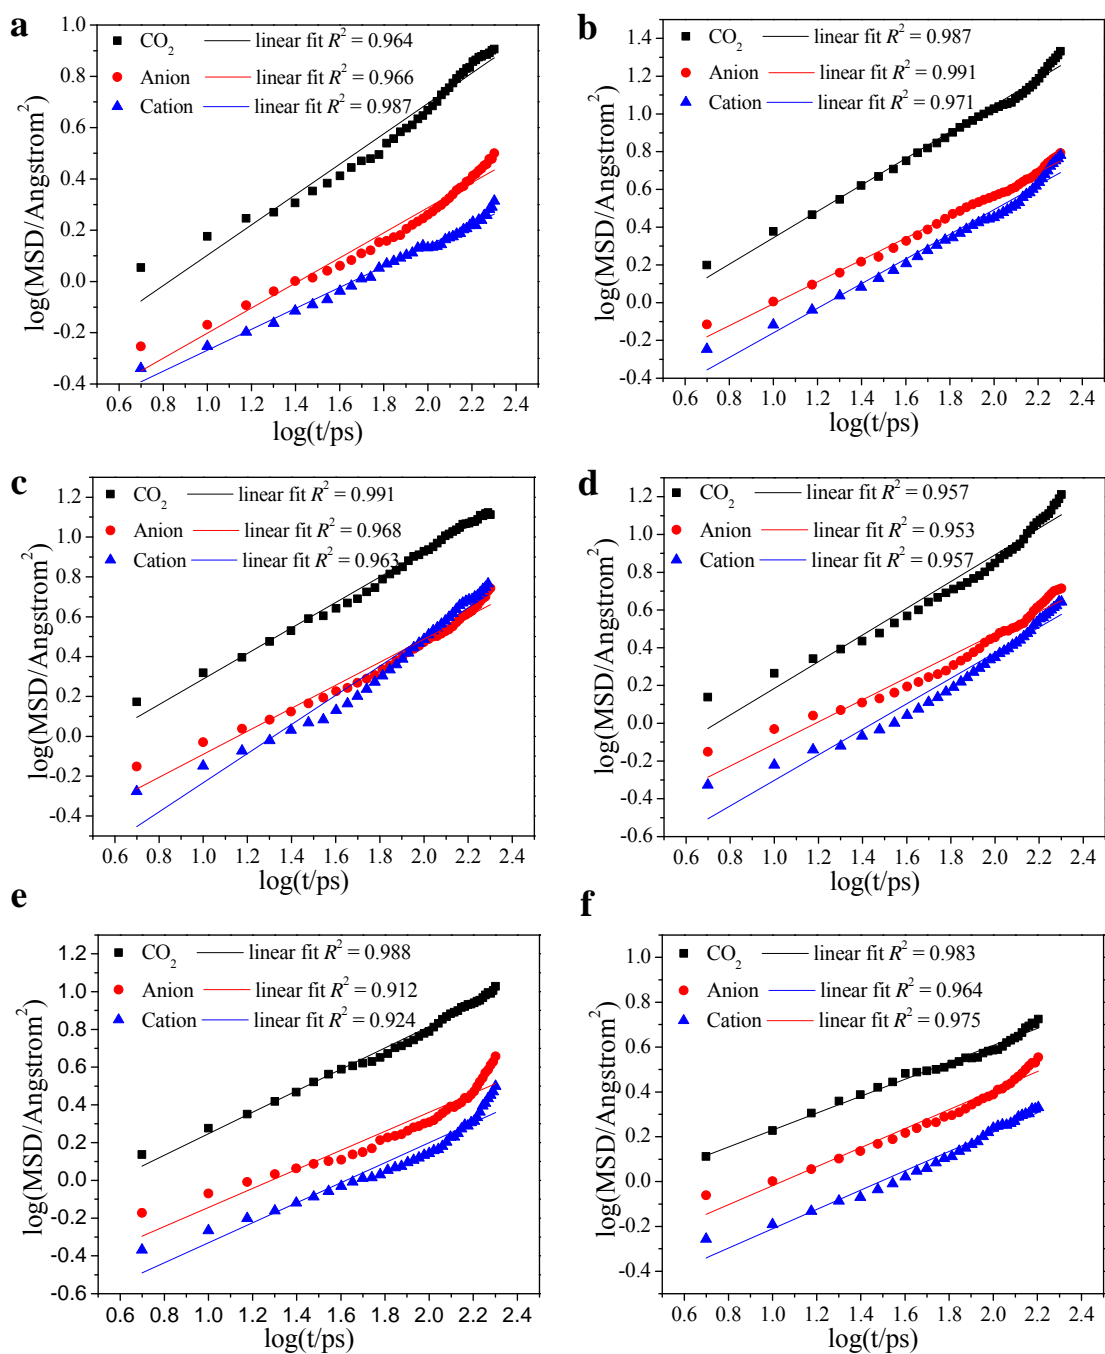 a
CO2 linear fit R2 = 0.964
Anion linear fit R2 = 0.966
Cation linear fit R2 = 0.987
log(MSD/Angstrom2)
1.0
0.8
0.6
0.4
0.2
0.0
-0.2
-0.4
0.6 0.8 1.0 1.2 1.4 1.6 1.8 2.0 2.2 2.4
log(t/ps)
b
CO2 linear fit R2 = 0.987
Anion linear fit R2 = 0.991
Cation linear fit R2 = 0.971
log(MSD/Angstrom2)
1.4
1.2
1.0
0.8
0.6
0.4
0.2
0.0
-0.2
-0.4
0.6 0.8 1.0 1.2 1.4 1.6 1.8 2.0 2.2 2.4
log(t/ps)
c
CO2 linear fit R2 = 0.991
Anion linear fit R2 = 0.968
Cation linear fit R2 = 0.963
log(MSD/Angstrom2)
1.2
1.0
0.8
0.6
0.4
0.2
0.0
-0.2
-0.4
0.6 0.8 1.0 1.2 1.4 1.6 1.8 2.0 2.2 2.4
log(t/ps)
d
CO2 linear fit R2 = 0.957
Anion linear fit R2 = 0.953
Cation linear fit R2 = 0.957
log(MSD/Angstrom2)
1.2
1.0
0.8
0.6
0.4
0.2
0.0
-0.2
-0.4
-0.6
0.6 0.8 1.0 1.2 1.4 1.6 1.8 2.0 2.2 2.4
log(t/ps)
e
CO2 linear fit R2 = 0.988
Anion linear fit R2 = 0.912
Cation linear fit R2 = 0.924
log(MSD/Angstrom2)
1.2
1.0
0.8
0.6
0.4
0.2
0.0
-0.2
-0.4
-0.6
0.6 0.8 1.0 1.2 1.4 1.6 1.8 2.0 2.2 2.4
log(t/ps)
f
CO2 linear fit R2 = 0.983
Anion linear fit R2 = 0.964
Cation linear fit R2 = 0.975
log(MSD/Angstrom2)
1.0
0.8
0.6
0.4
0.2
0.0
-0.2
-0.4
0.6 0.8 1.0 1.2 1.4 1.6 1.8 2.0 2.2 2.4
log(t/ps)